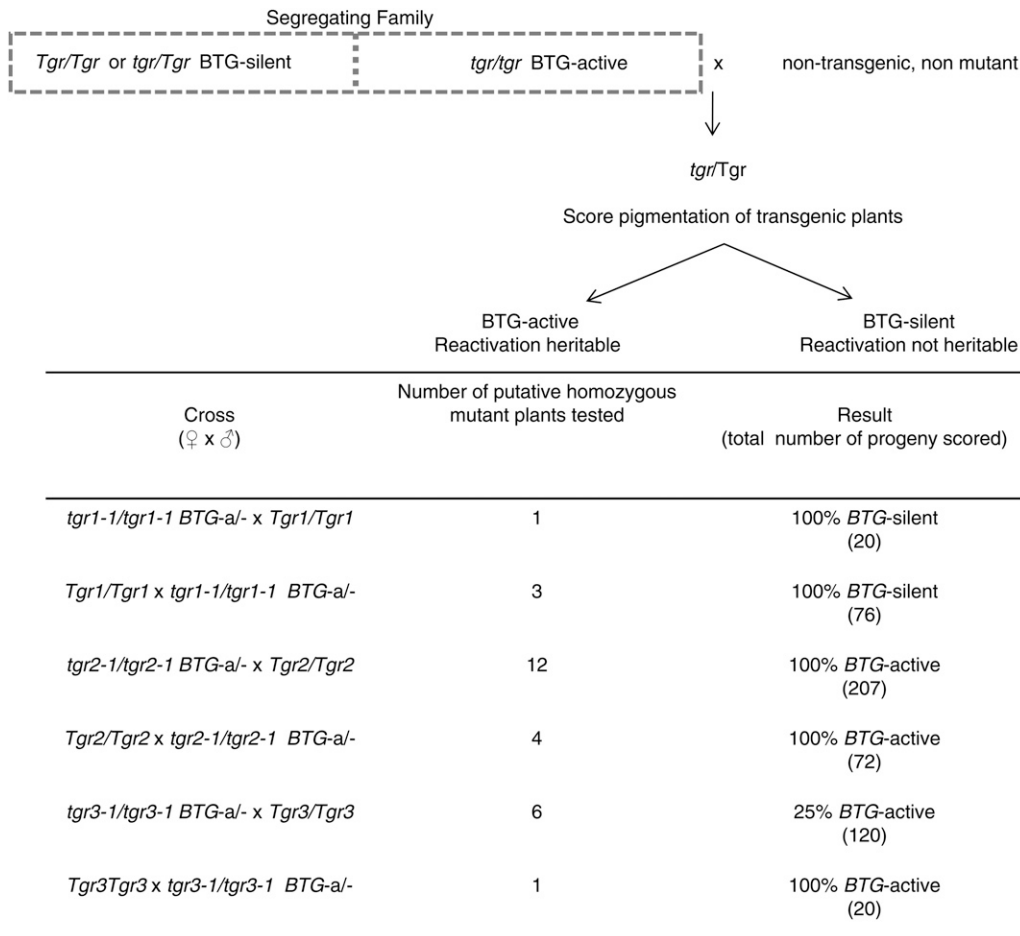 Segregating Family
Tgr/Tgr or tgr/Tgr BTG-silent tgr/tgr BTG-active x non-transgenic, non mutant
tgr/Tgr
Score pigmentation of transgenic plants
BTG-active BTG-silent
Reactivation heritable Reactivation not heritable
Number of putative homozygous
Cross mutant plants tested Result
(♀ x ♂) (total number of progeny scored)
tgr1-1/tgr1-1 BTG-a/- x Tgr1/Tgr1 1 100% BTG-silent
(20)
Tgr1/Tgr1 x tgr1-1/tgr1-1 BTG-a/- 3 100% BTG-silent
(76)
tgr2-1/tgr2-1 BTG-a/- x Tgr2/Tgr2 12 100% BTG-active
(207)
Tgr2/Tgr2 x tgr2-1/tgr2-1 BTG-a/- 4 100% BTG-active
(72)
tgr3-1/tgr3-1 BTG-a/- x Tgr3/Tgr3 6 25% BTG-active
(120)
Tgr3Tgr3 x tgr3-1/tgr3-1 BTG-a/- 1 100% BTG-active
(20)